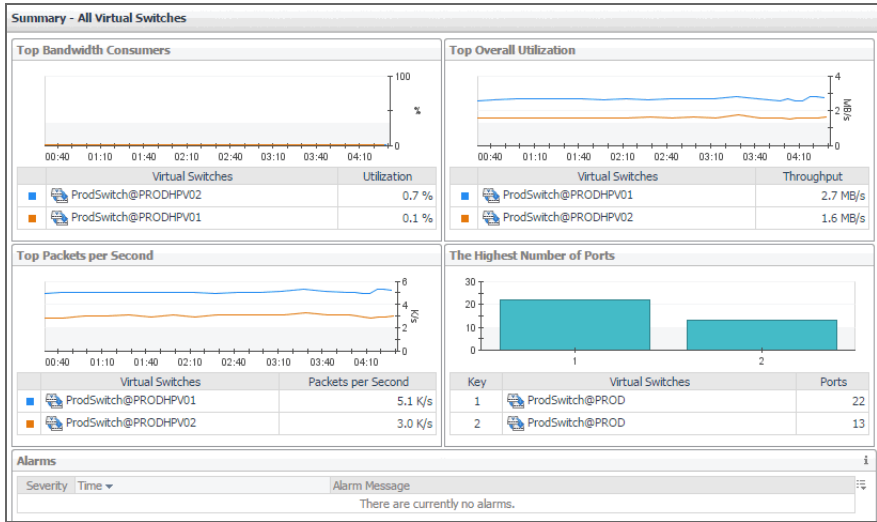 Summary - All Virtual Switches
Top Bandwidth Consumers
100
%
0
00:40 01:10 01:40 02:10 02:40 03:10 03:40 04:10
Virtual Switches Utilization
ProdSwitch@PRODHPV02 0.7 %
ProdSwitch@PRODHPV01 0.1 %
Top Overall Utilization
4
2
0
MB/s
00:40 01:10 01:40 02:10 02:40 03:10 03:40 04:10
Virtual Switches Throughput
ProdSwitch@PRODHPV01 2.7 MB/s
ProdSwitch@PRODHPV02 1.6 MB/s
Top Packets per Second
6
4
2
0
K/s
00:40 01:10 01:40 02:10 02:40 03:10 03:40 04:10
Virtual Switches Packets per Second
ProdSwitch@PRODHPV01 5.1 K/s
ProdSwitch@PRODHPV02 3.0 K/s
The Highest Number of Ports
30
20
10
0
1 2
Key Virtual Switches Ports
1 ProdSwitch@PROD 22
2 ProdSwitch@PROD 13
Alarms i
Severity Time Alarm Message
There are currently no alarms.